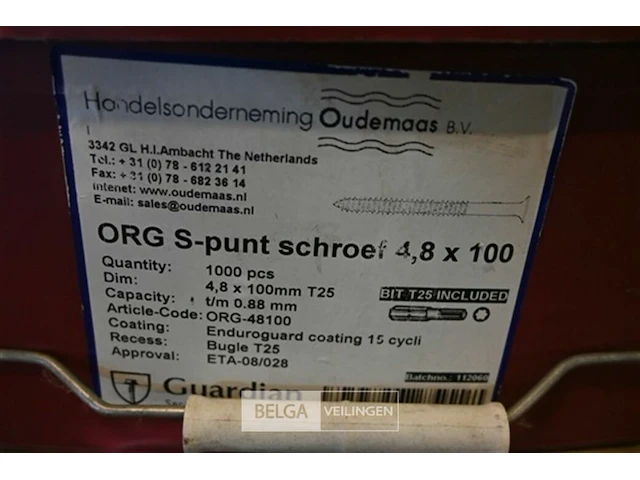 Handelsonderneming Oudemaas B.V.
3342 GL H.I.Ambacht The Netherlands
Tel.: + 31 (0) 78 - 612 21 41
Fax: + 31 (0) 78 - 682 36 14
Intenet: www.oudemaas.nl
E-mail: sales@oudemaas.nl
ORG S-punt schroef 4,8 x 100
Quantity: 1000 pcs
Dim: 4,8 x 100mm T25
Capacity: t/m 0.88 mm
Article-Code: ORG-48100
Coating: Enduroguard coating 15 cycli
Recess: Bugle T25
Approval: ETA-08/028
BIT T25 INCLUDED
Batchno.: 112060
Guardian
BELGA VEILINGEN